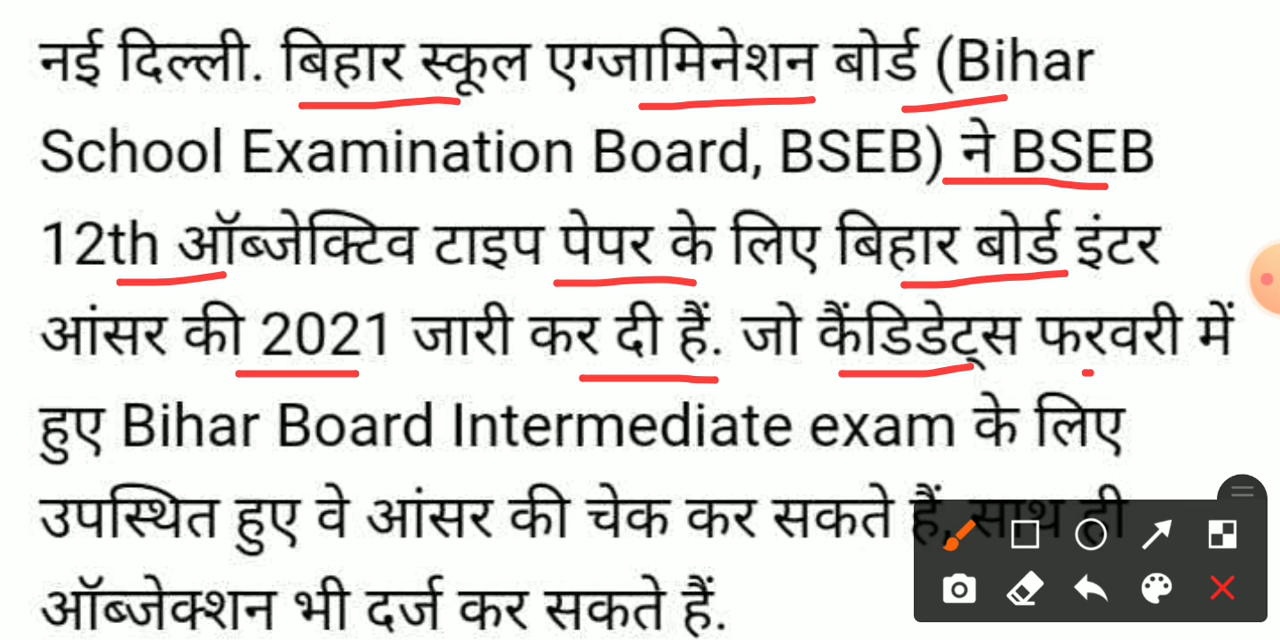 नई दिल्ली. बिहार स्कूल एग्जामिनेशन बोर्ड (Bihar
School Examination Board, BSEB) ने BSEB
12th ऑब्जेक्टिव टाइप पेपर के लिए बिहार बोर्ड इंटर
आंसर की 2021 जारी कर दी हैं. जो कैंडिडेट्स फरवरी में
हुए Bihar Board Intermediate exam के लिए
उपस्थित हुए वे आंसर की चेक कर सकते हैं, साथ ही
ऑब्जेक्शन भी दर्ज कर सकते हैं.